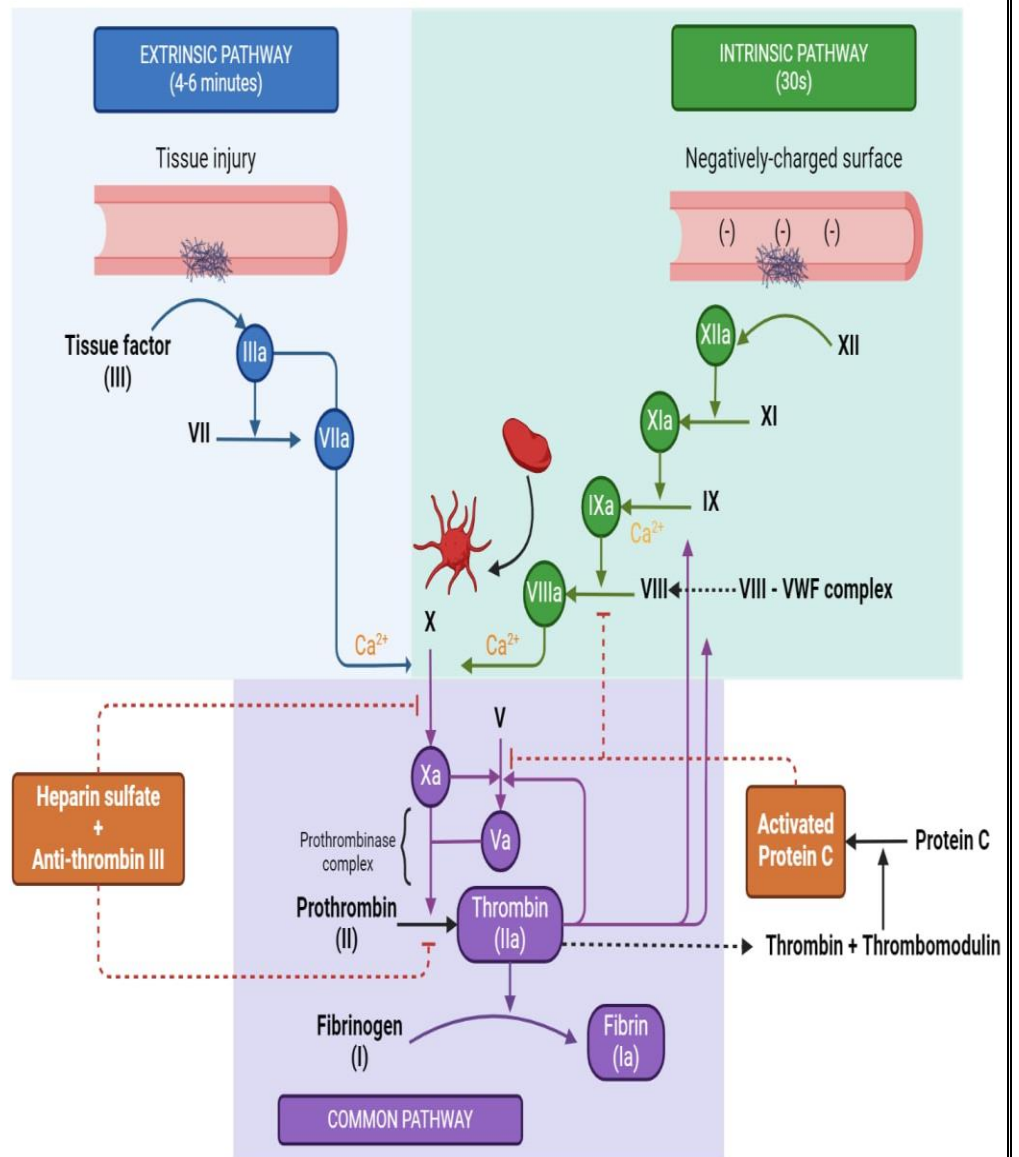 EXTRINSIC PATHWAY
(4-6 minutes)
INTRINSIC PATHWAY
(30s)
Tissue injury
Negatively-charged surface
(-) (-) (-)
Tissue factor
(III)
IIIa
XIIa
XII
VII
VIIa
XIa
XI
IXa
IX
Ca2+
VIIIa
VIII
VIII - VWF complex
X
Ca2+
Ca2+
V
Xa
Heparin sulfate
+
Anti-thrombin III
Prothrombinase
complex
Va
Activated
Protein C
Protein C
Prothrombin
(II)
Thrombin
(IIa)
Thrombin + Thrombomodulin
Fibrinogen
(I)
Fibrin
(Ia)
COMMON PATHWAY